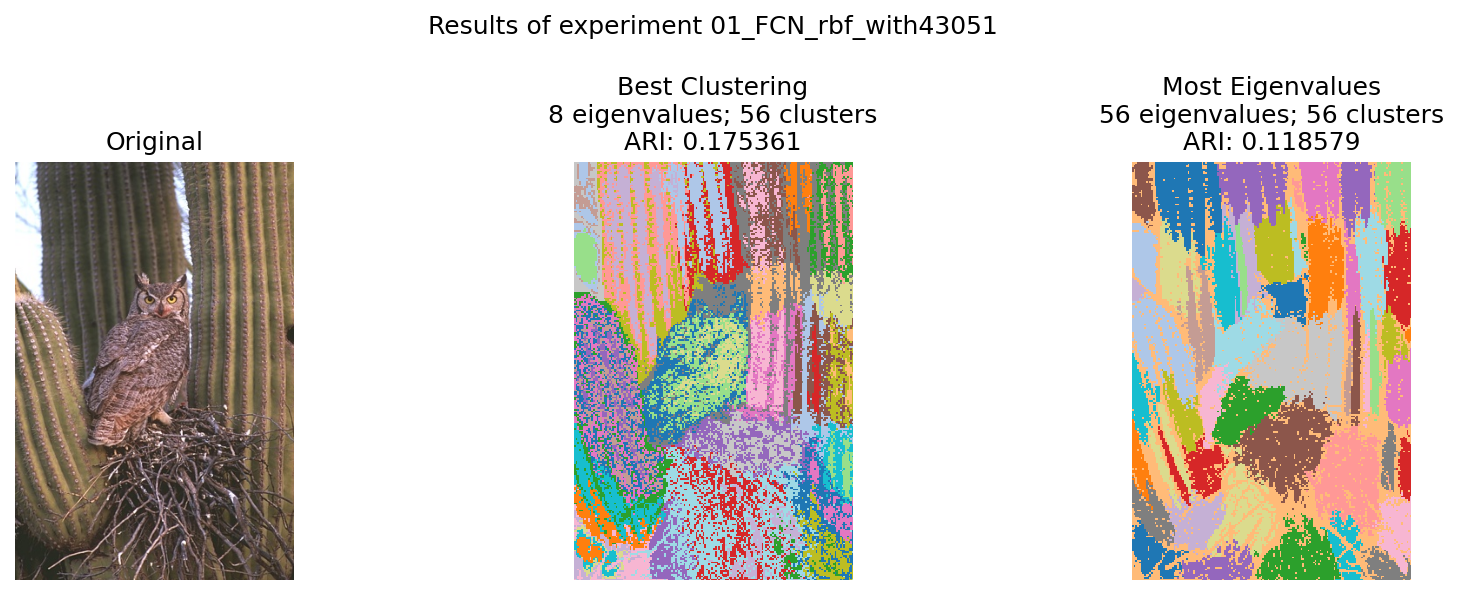 Results of experiment 01_FCN_rbf_with43051
Original
Best Clustering
8 eigenvalues; 56 clusters
ARI: 0.175361
Most Eigenvalues
56 eigenvalues; 56 clusters
ARI: 0.118579